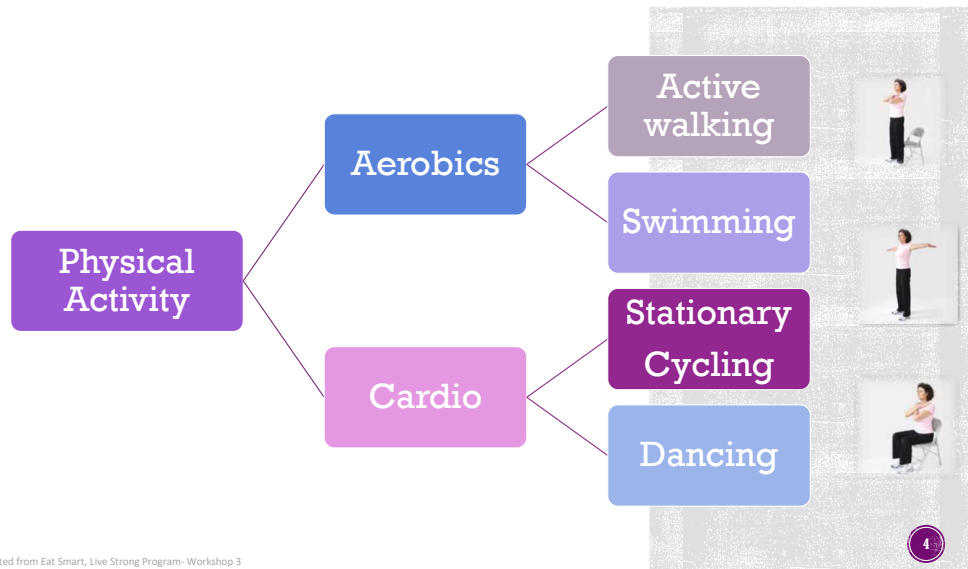 Physical
Activity
Aerobics
Cardio
Active
walking
Swimming
Stationary
Cycling
Dancing
4
ted from Eat Smart, Live Strong Program- Workshop 3